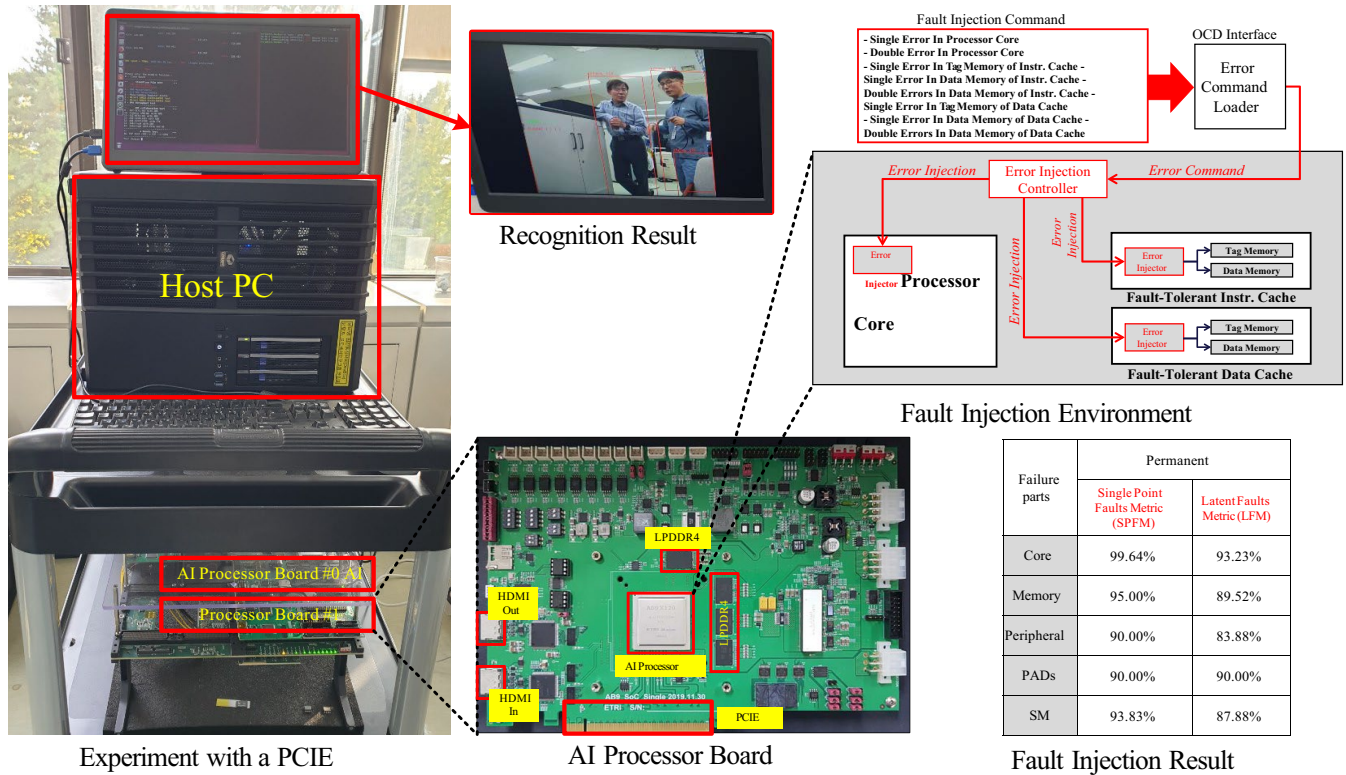 Host PC
AI Processor Board #0 AI
Processor Board #1
Experiment with a PCIE
Recognition Result
LPDDR4
HDMI
Out
LPDDR4
AI Processor
HDMI
In
AB9 SoC Single 2019.11.30
ETRI S/N:
PCIE
AI Processor Board
Fault Injection Command
- Single Error In Processor Core
- Double Error In Processor Core
- Single Error In Tag Memory of Instr. Cache -
Single Error In Data Memory of Instr. Cache -
Double Errors In Data Memory of Instr. Cache -
Single Error In Tag Memory of Data Cache
- Single Error In Data Memory of Data Cache -
Double Errors In Data Memory of Data Cache
OCD Interface
Error
Command
Loader
Error Injection
Error Injection
Controller
Error Command
Error
Injector Processor
Core
Error Injection
Error
Injection
Error
Injector
Tag Memory
Data Memory
Fault-Tolerant Instr. Cache
Error
Injector
Tag Memory
Data Memory
Fault-Tolerant Data Cache
Fault Injection Environment
Failure
parts
Permanent
Single Point
Faults Metric
(SPFM)
Latent Faults
Metric (LFM)
Core 99.64% 93.23%
Memory 95.00% 89.52%
Peripheral 90.00% 83.88%
PADs 90.00% 90.00%
SM 93.83% 87.88%
Fault Injection Result